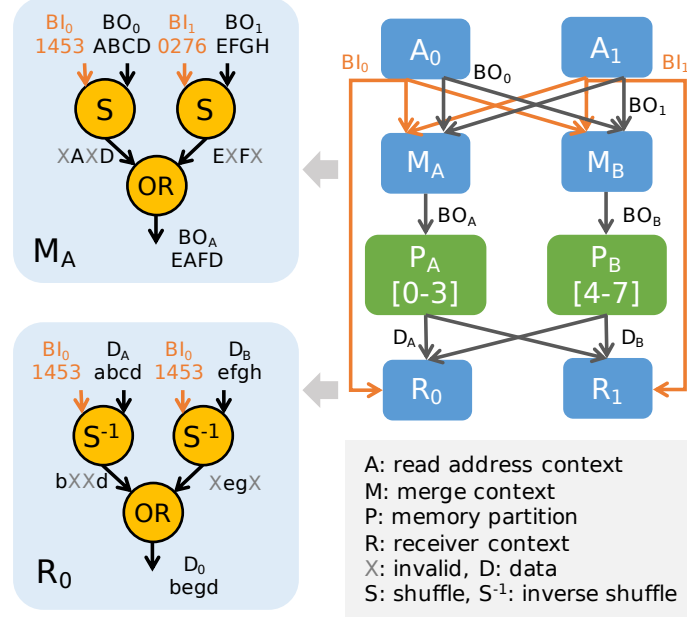 BI0 BO0 BI1 BO1
1453 ABCD 0276 EFGH
S S
XAXD EXFX
OR
BOA
EAFD
MA
BI0 DA BI0 DB
1453 abcd 1453 efgh
S-1 S-1
bXXd XegX
OR
D0
begd
R0
A0 A1
BI0 BO0 BI1
BO1
MA MB
BOA BOB
PA PB
[0-3] [4-7]
DA DB
R0 R1
A: read address context
M: merge context
P: memory partition
R: receiver context
X: invalid, D: data
S: shuffle, S-1: inverse shuffle